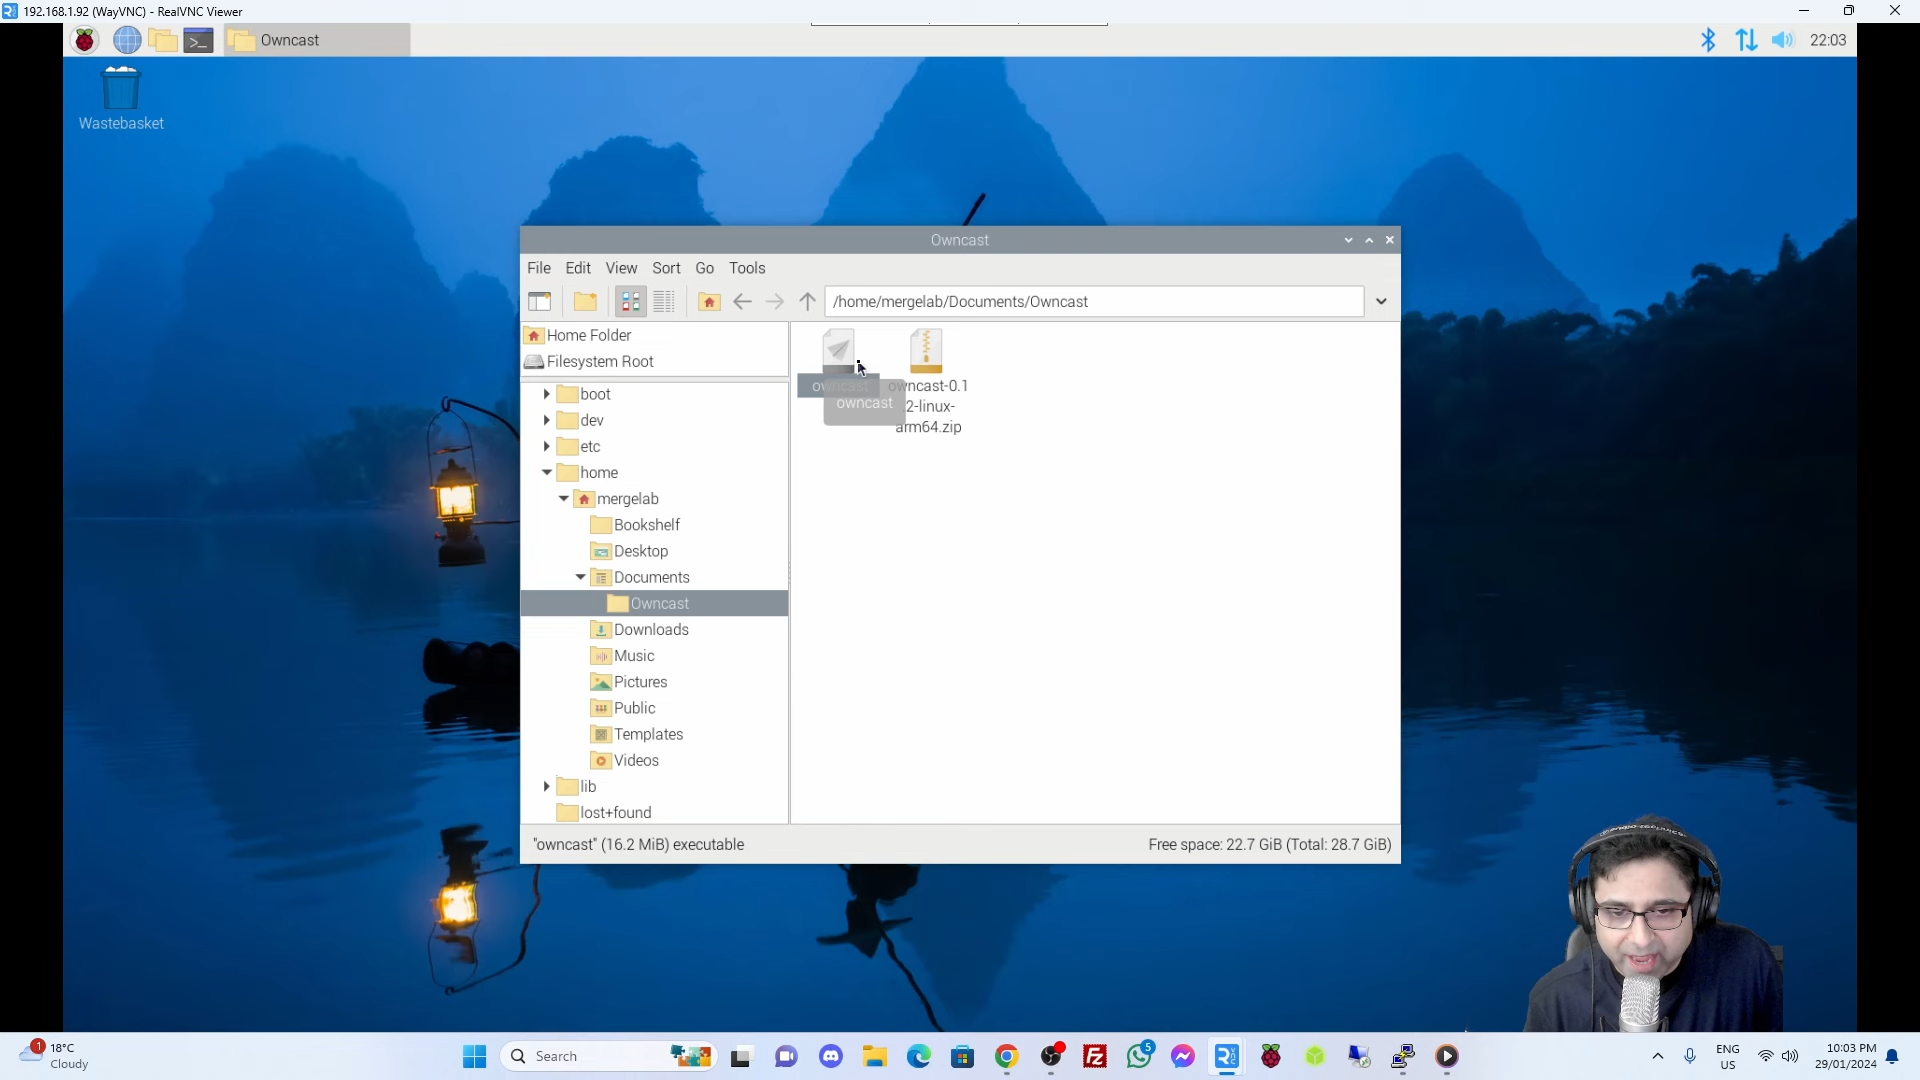 192.168.1.92 (WayVNC) - RealVNC Viewer
Owncast
22:03
Wastebasket
Owncast
File Edit View Sort Go Tools
/home/mergelab/Documents/Owncast
Home Folder
Filesystem Root
boot
dev
etc
home
mergelab
Bookshelf
Desktop
Documents
Owncast
Downloads
Music
Pictures
Public
Templates
Videos
lib
lost+found
owncast
owncast
owncast-0.1
.2-linux-
arm64.zip
"owncast" (16.2 MiB) executable
Free space: 22.7 GiB (Total: 28.7 GiB)
1
18°C
Cloudy
Search
5
ENG
US
10:03 PM
29/01/2024